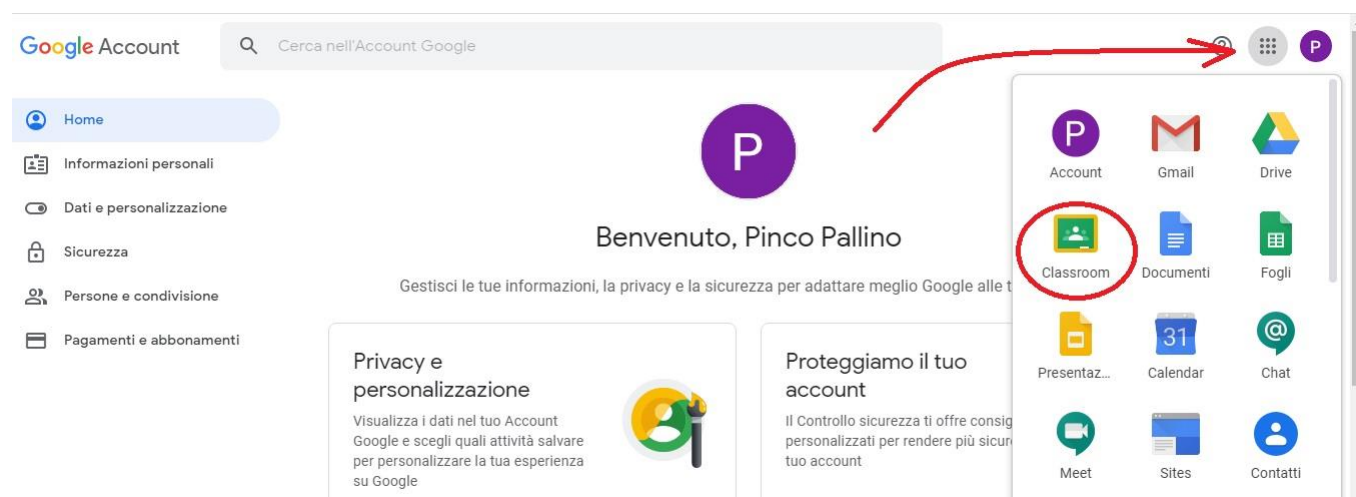 Google Account
Cerca nell'Account Google
P
Home
Informazioni personali
Dati e personalizzazione
Sicurezza
Persone e condivisione
Pagamenti e abbonamenti
P
Benvenuto, Pinco Pallino
Gestisci le tue informazioni, la privacy e la sicurezza per adattare meglio Google alle t
Privacy e
personalizzazione
Visualizza i dati nel tuo Account
Google e scegli quali attività salvare
per personalizzare la tua esperienza
su Google
Proteggiamo il tuo
account
Il Controllo sicurezza ti offre consig
personalizzati per rendere più sicur
tuo account
P
Account
Gmail
Drive
Classroom
Documenti
Fogli
31
Presentaz...
Calendar
Chat
Meet
Sites
Contatti